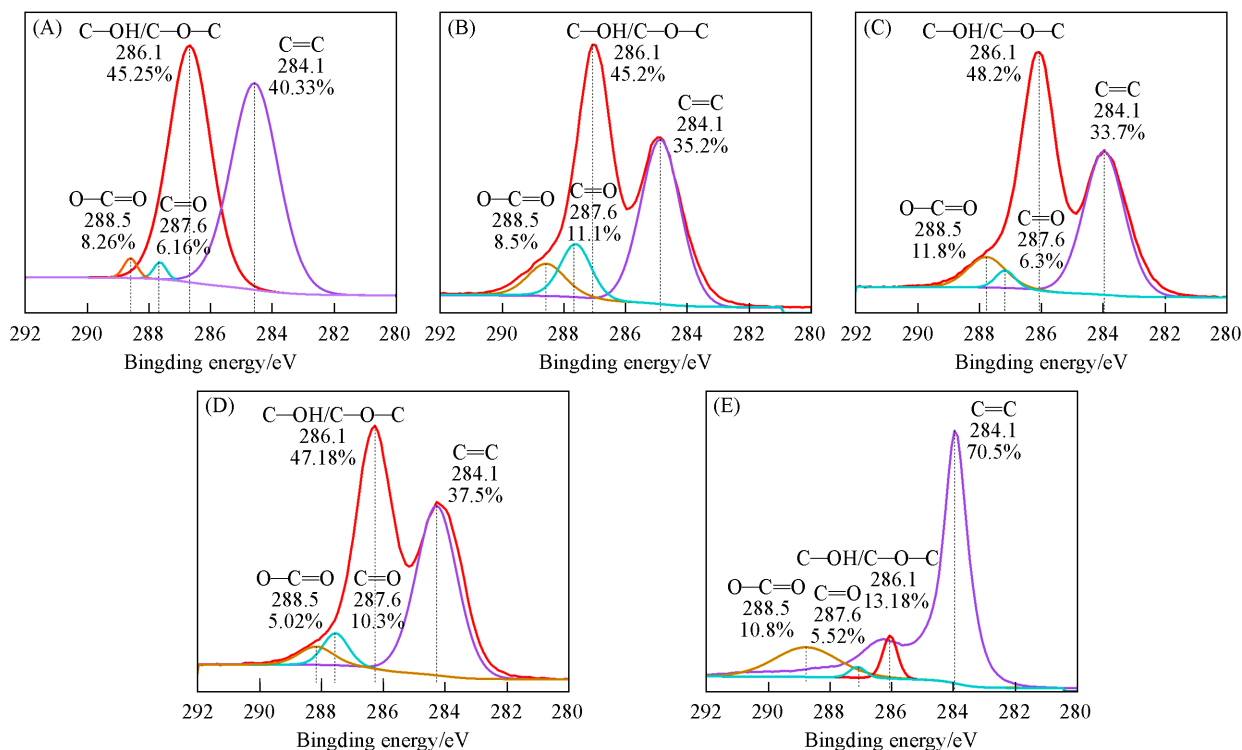 (A)
C—OH/C—O—C
286.1
45.25%
C=C
284.1
40.33%
O—C=O
288.5
8.26%
C=O
287.6
6.16%
292 290 288 286 284 282 280
Bingding energy/eV
(B)
C—OH/C—O—C
286.1
45.2%
C=C
284.1
35.2%
O—C=O
288.5
8.5%
C=O
287.6
11.1%
292 290 288 286 284 282 280
Bingding energy/eV
(C)
C—OH/C—O—C
286.1
48.2%
C=C
284.1
33.7%
O—C=O
288.5
11.8%
C=O
287.6
6.3%
292 290 288 286 284 282 280
Bingding energy/eV
(D)
C—OH/C—O—C
286.1
47.18%
C=C
284.1
37.5%
O—C=O
288.5
5.02%
C=O
287.6
10.3%
292 290 288 286 284 282 280
Bingding energy/eV
(E)
C=C
284.1
70.5%
C—OH/C—O—C
286.1
13.18%
O—C=O
288.5
10.8%
C=O
287.6
5.52%
292 290 288 286 284 282 280
Bingding energy/eV